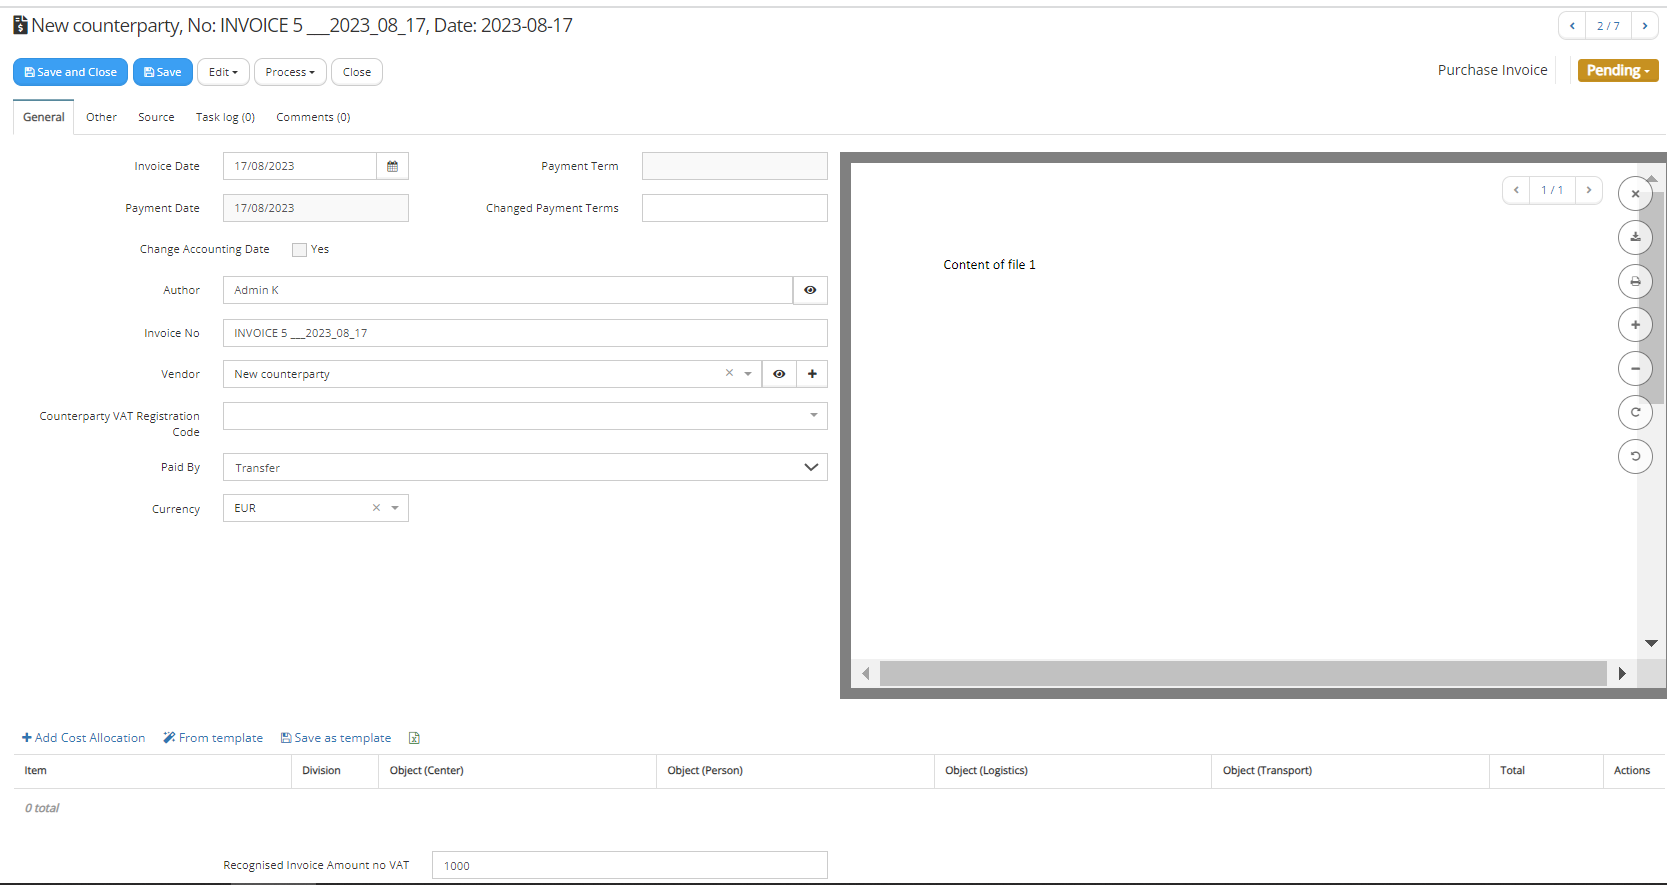 New counterparty, No: INVOICE 5 ___2023_08_17, Date: 2023-08-17
2 / 7
Save and Close
Save
Edit
Process
Close
Purchase Invoice
Pending
General
Other
Source
Task log (0)
Comments (0)
Invoice Date
17/08/2023
Payment Term
Payment Date
17/08/2023
Changed Payment Terms
Change Accounting Date
Yes
Author
Admin K
Invoice No
INVOICE 5 ___2023_08_17
Vendor
New counterparty
Counterparty VAT Registration
Code
Paid By
Transfer
Currency
EUR
1 / 1
Content of file 1
Add Cost Allocation
From template
Save as template
Item
Division
Object (Center)
Object (Person)
Object (Logistics)
Object (Transport)
Total
Actions
0 total
Recognised Invoice Amount no VAT
1000